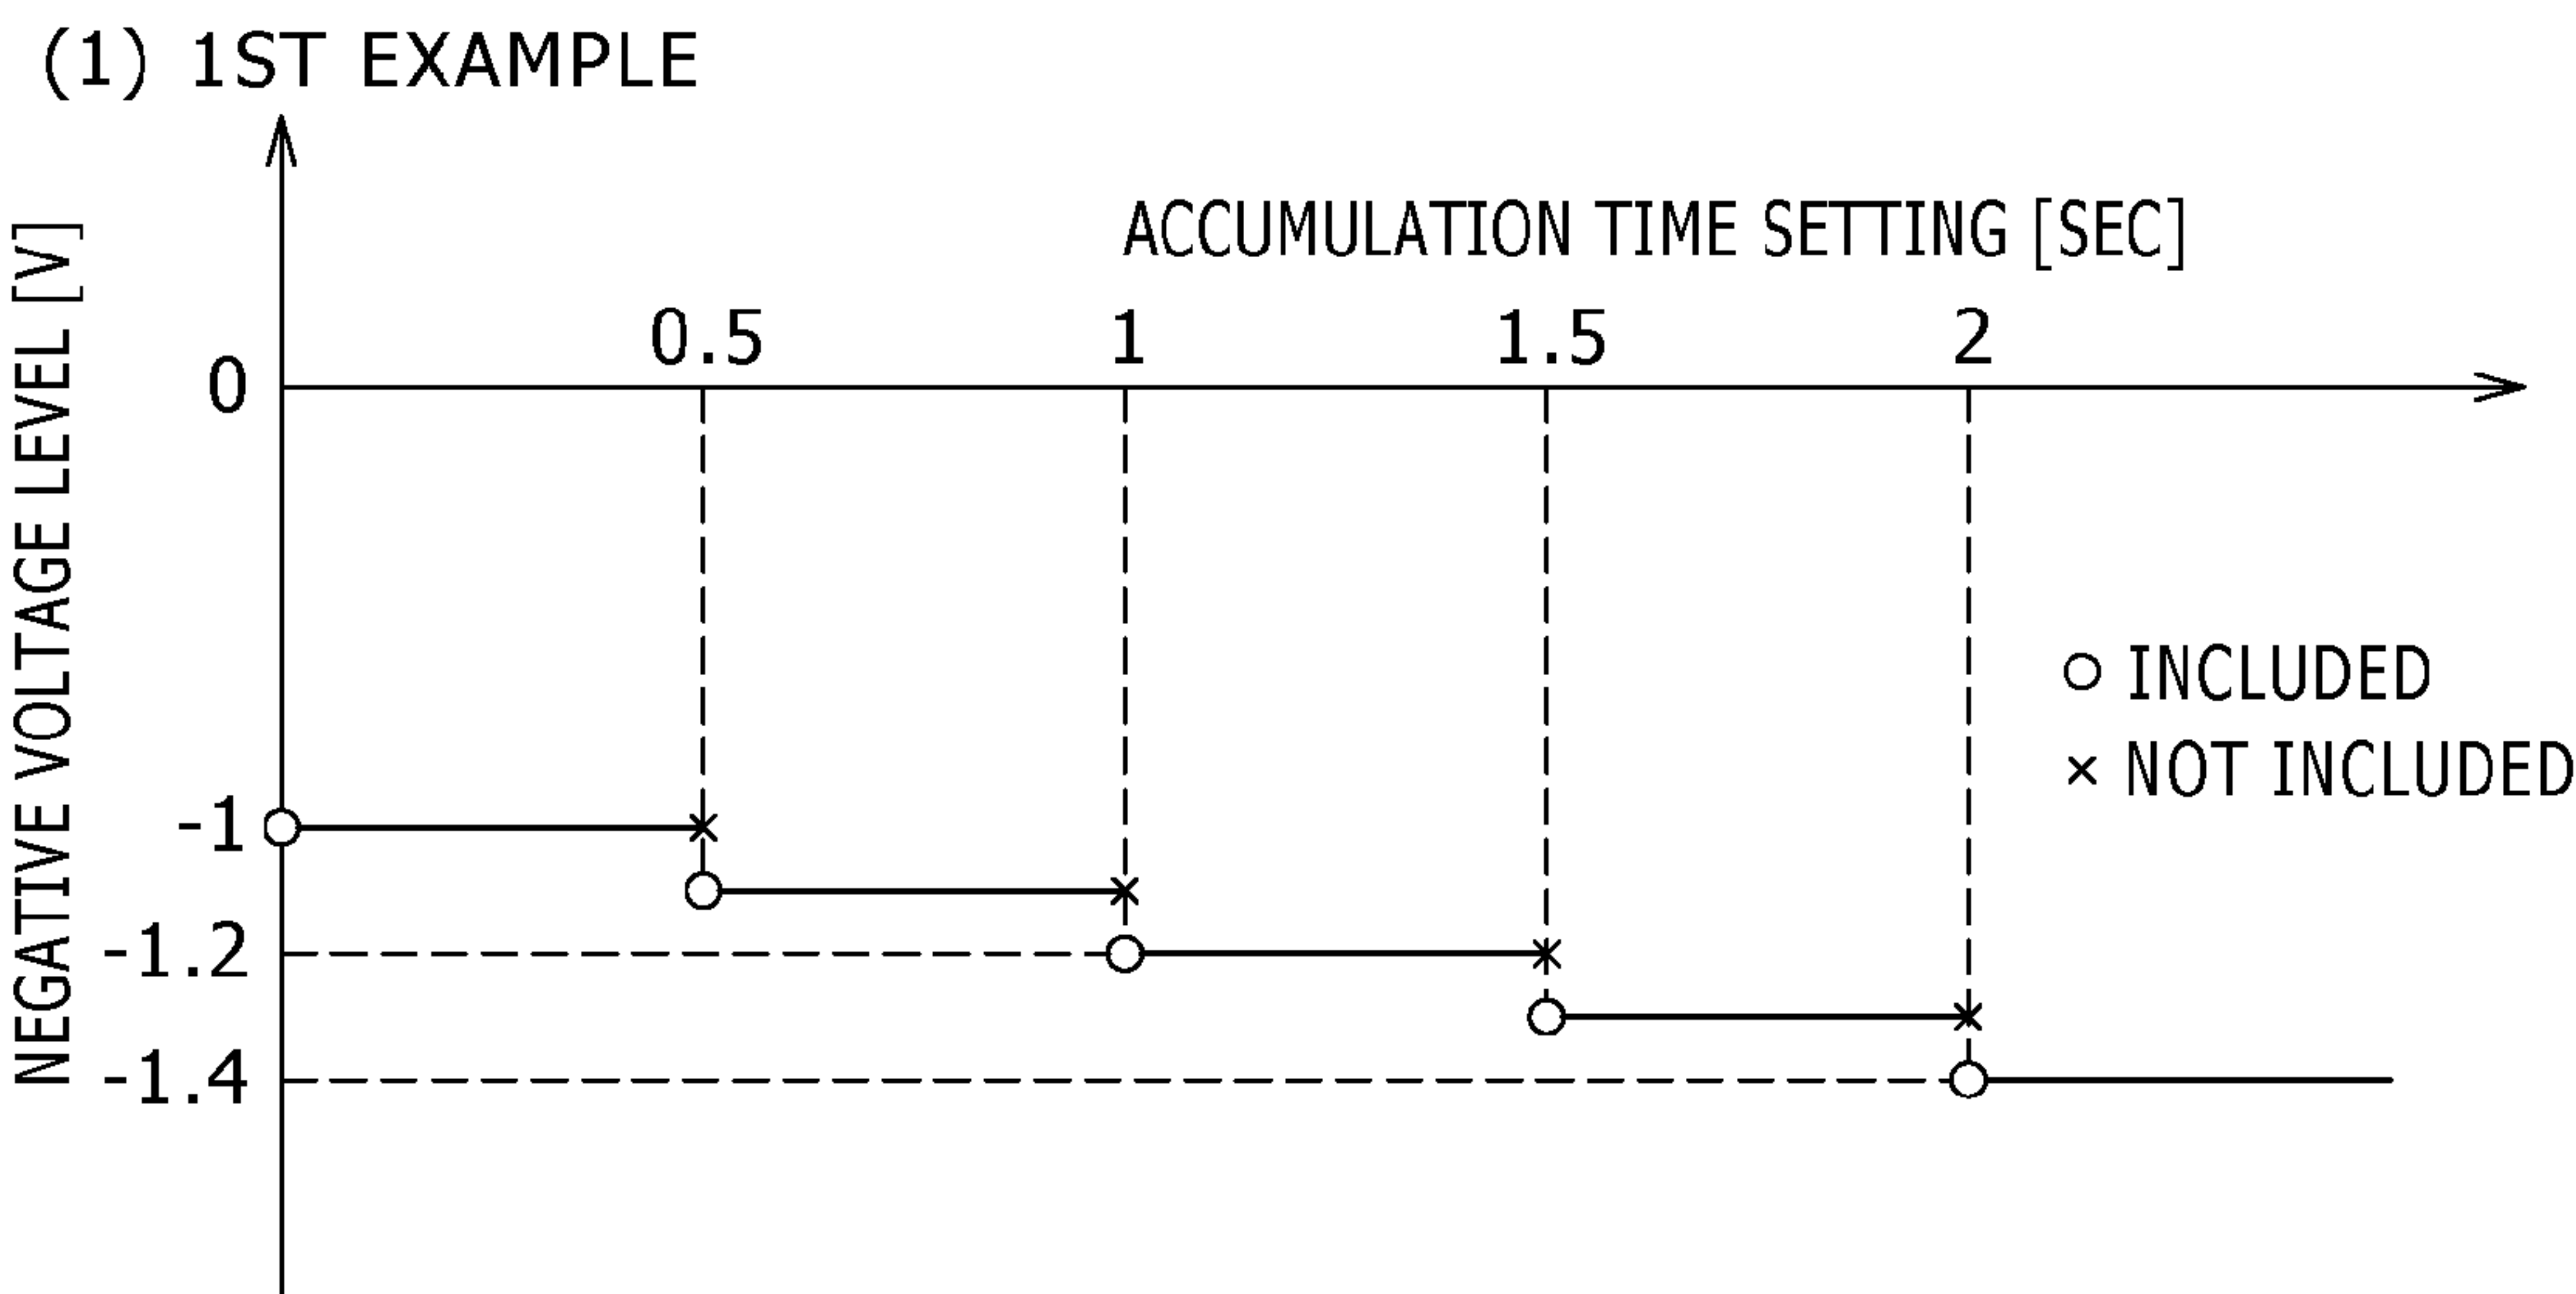 (1) 1ST EXAMPLE
ACCUMULATION TIME SETTING [SEC]
0.5 1 1.5 2
0
NEGATIVE VOLTAGE LEVEL [V]
○ INCLUDED
× NOT INCLUDED
-1
-1.2
-1.4